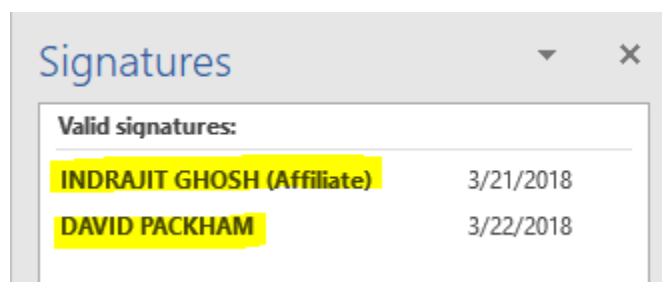 Signatures
Valid signatures:
INDRAJIT GHOSH (Affiliate) 3/21/2018
DAVID PACKHAM 3/22/2018